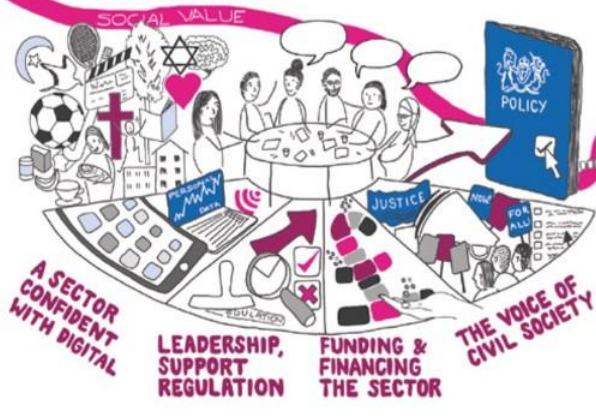 SOCIAL VALUE
POLICY
PERSONAL
DATA
JUSTICE
NOW!
FOR
ALL!
REGULATION
A SECTOR
CONFIDENT
WITH DIGITAL
LEADERSHIP,
SUPPORT
REGULATION
FUNDING &
FINANCING
THE SECTOR
THE VOICE OF
CIVIL SOCIETY